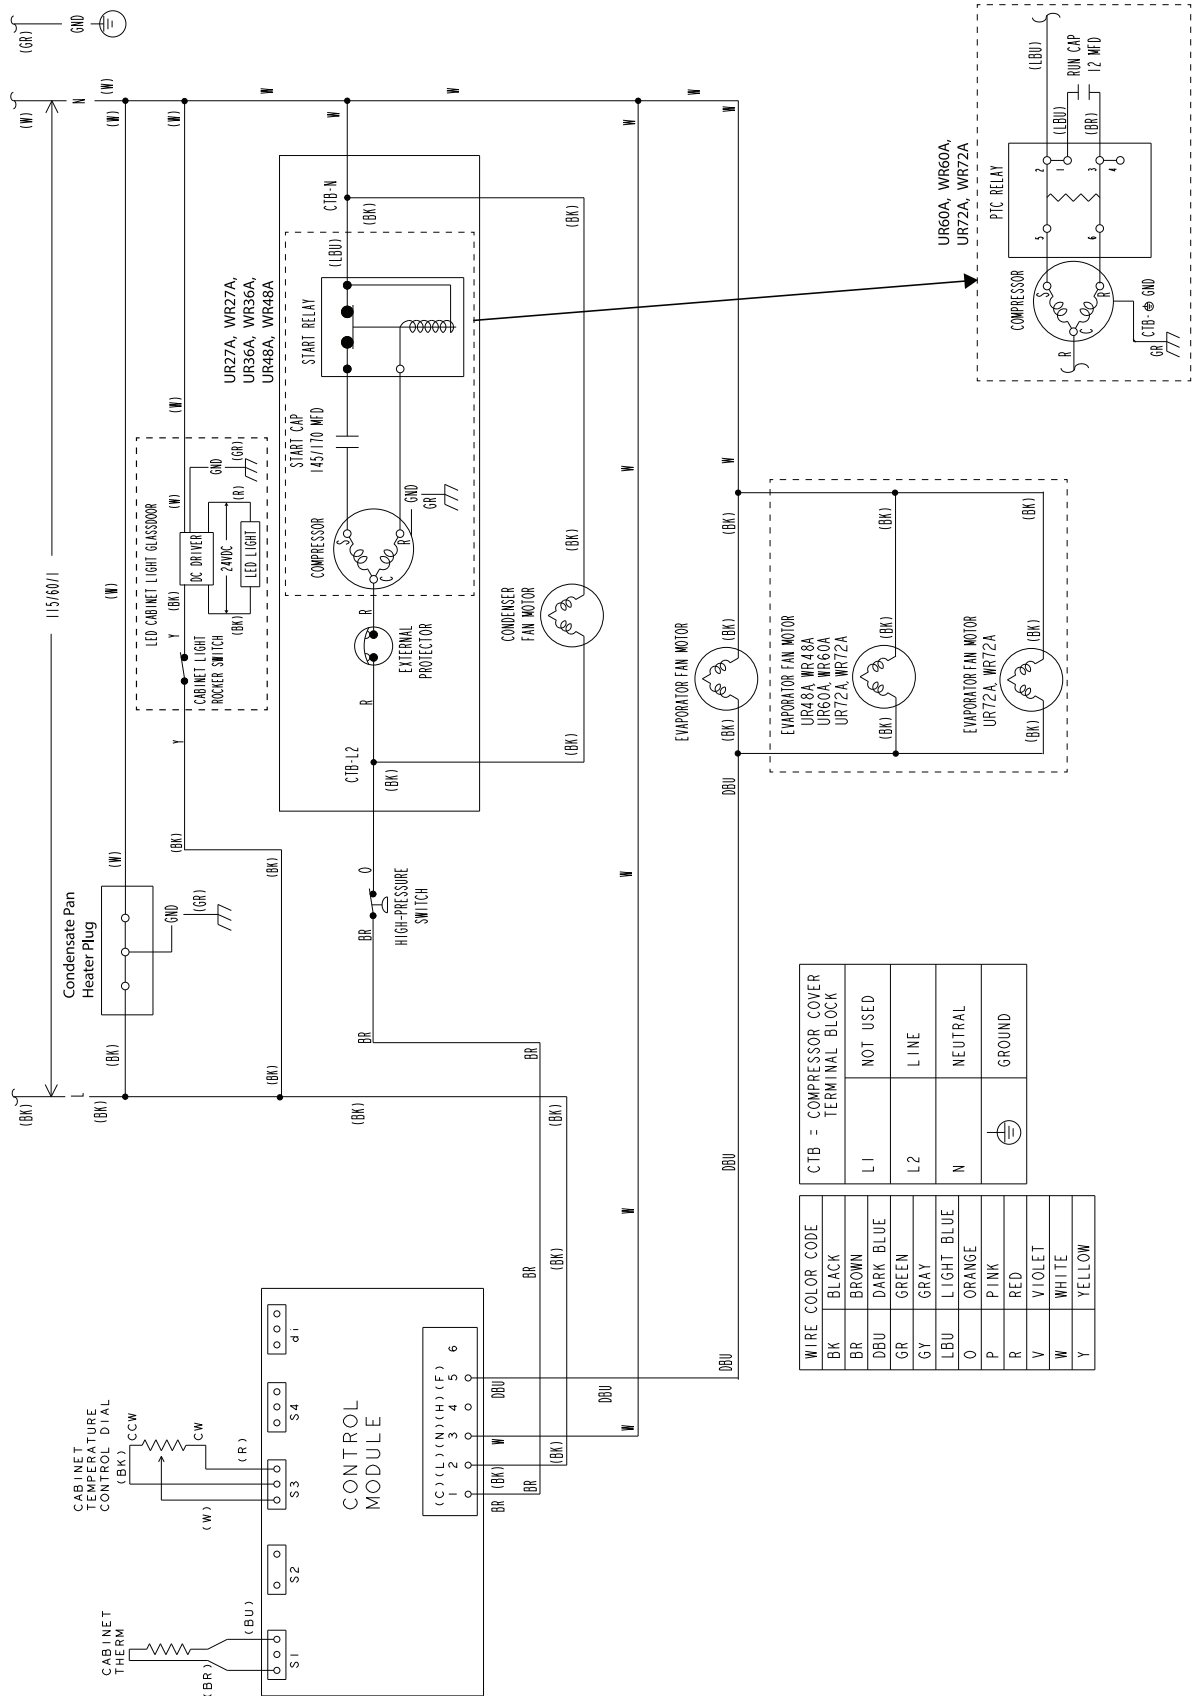 115/60/1
(GR)
GND
(W)
N
(W)
(W)
(W)
W
W
W
W
W
W
(W)
(W)
LED CABINET LIGHT GLASSDOOR
(W)
DC DRIVER
GND
(GR)
(R)
24VDC
LED LIGHT
(BK)
(BK)
Y
CABINET LIGHT
ROCKER SWITCH
Y
(BK)
(BK)
(BK)
Condensate Pan
Heater Plug
(W)
GND
(GR)
(BK)
(BK)
L
(BK)
(BK)
(BK)
UR27A, WR27A,
UR36A, WR36A,
UR48A, WR48A
CTB-N
(BK)
(LBU)
START RELAY
START CAP
145/170 MFD
COMPRESSOR
S
R
C
GND
GR
R
EXTERNAL
PROTECTOR
R
CTB-L2
(BK)
(BK)
(BK)
(BK)
CONDENSER
FAN MOTOR
O
HIGH-PRESSURE
SWITCH
BR
BR
BR
BR
(BK)
W
W
W
W
(BK)
(BK)
(BK)
EVAPORATOR FAN MOTOR
(BK)
(BK)
EVAPORATOR FAN MOTOR
UR48A, WR48A
UR60A, WR60A
UR72A, WR72A
(BK)
(BK)
EVAPORATOR FAN MOTOR
UR72A, WR72A
(BK)
(BK)
DBU
DBU
DBU
DBU
DBU
UR60A, WR60A,
UR72A, WR72A
(LBU)
RUN CAP
12 MFD
(LBU)
(BR)
PTC RELAY
2
1
3
4
5
6
COMPRESSOR
S
R
C
R
CTB- GND
GR
CABINET
TEMPERATURE
CONTROL DIAL
(BK)
CCW
CW
(R)
(W)
CABINET
THERM
(BR)
(BU)
S1
S2
S3
S4
di
CONTROL
MODULE
(C)(L)(N)(H)(F)
1 2 3 4 5 6
BR
(BK)
W
BR
(BK)
CTB = COMPRESSOR COVER
TERMINAL BLOCK
L1 NOT USED
L2 LINE
N NEUTRAL
GROUND
WIRE COLOR CODE
BK BLACK
BR BROWN
DBU DARK BLUE
GR GREEN
GY GRAY
LBU LIGHT BLUE
O ORANGE
P PINK
R RED
V VIOLET
W WHITE
Y YELLOW